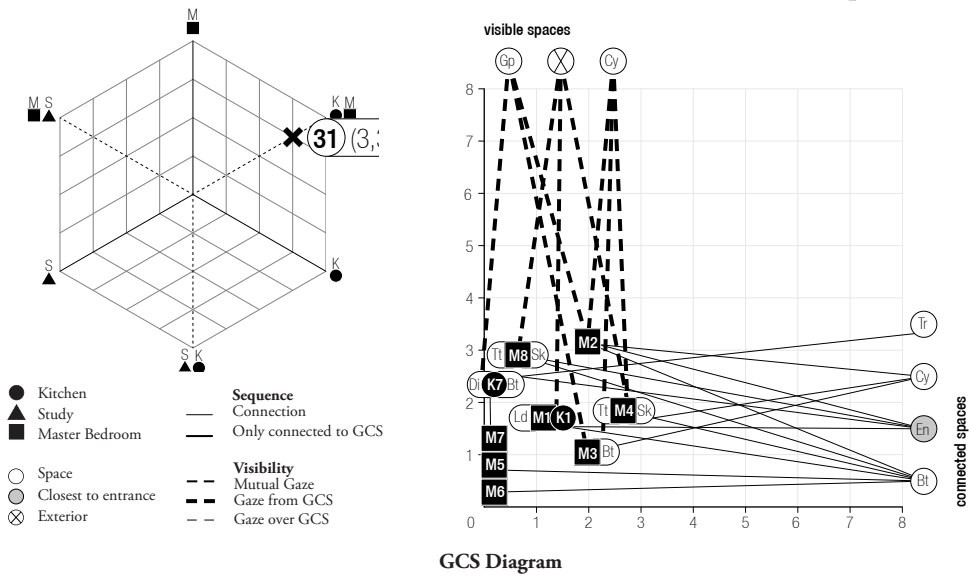 M
M S
K M
31 (3,3
S
K
S K
Kitchen
Study
Master Bedroom
Space
Closest to entrance
Exterior
Sequence
Connection
Only connected to GCS
Visibility
Mutual Gaze
Gaze from GCS
Gaze over GCS
visible spaces
Gp
Cy
8
7
6
5
4
3
2
1
0 1 2 3 4 5 6 7 8
M2
Tt M8 Sk
Di K7 Bt
Ld M1 K1
Tt M4 Sk
M7
M3 Bt
M5
M6
Tr
Cy
En
Bt
connected spaces
GCS Diagram